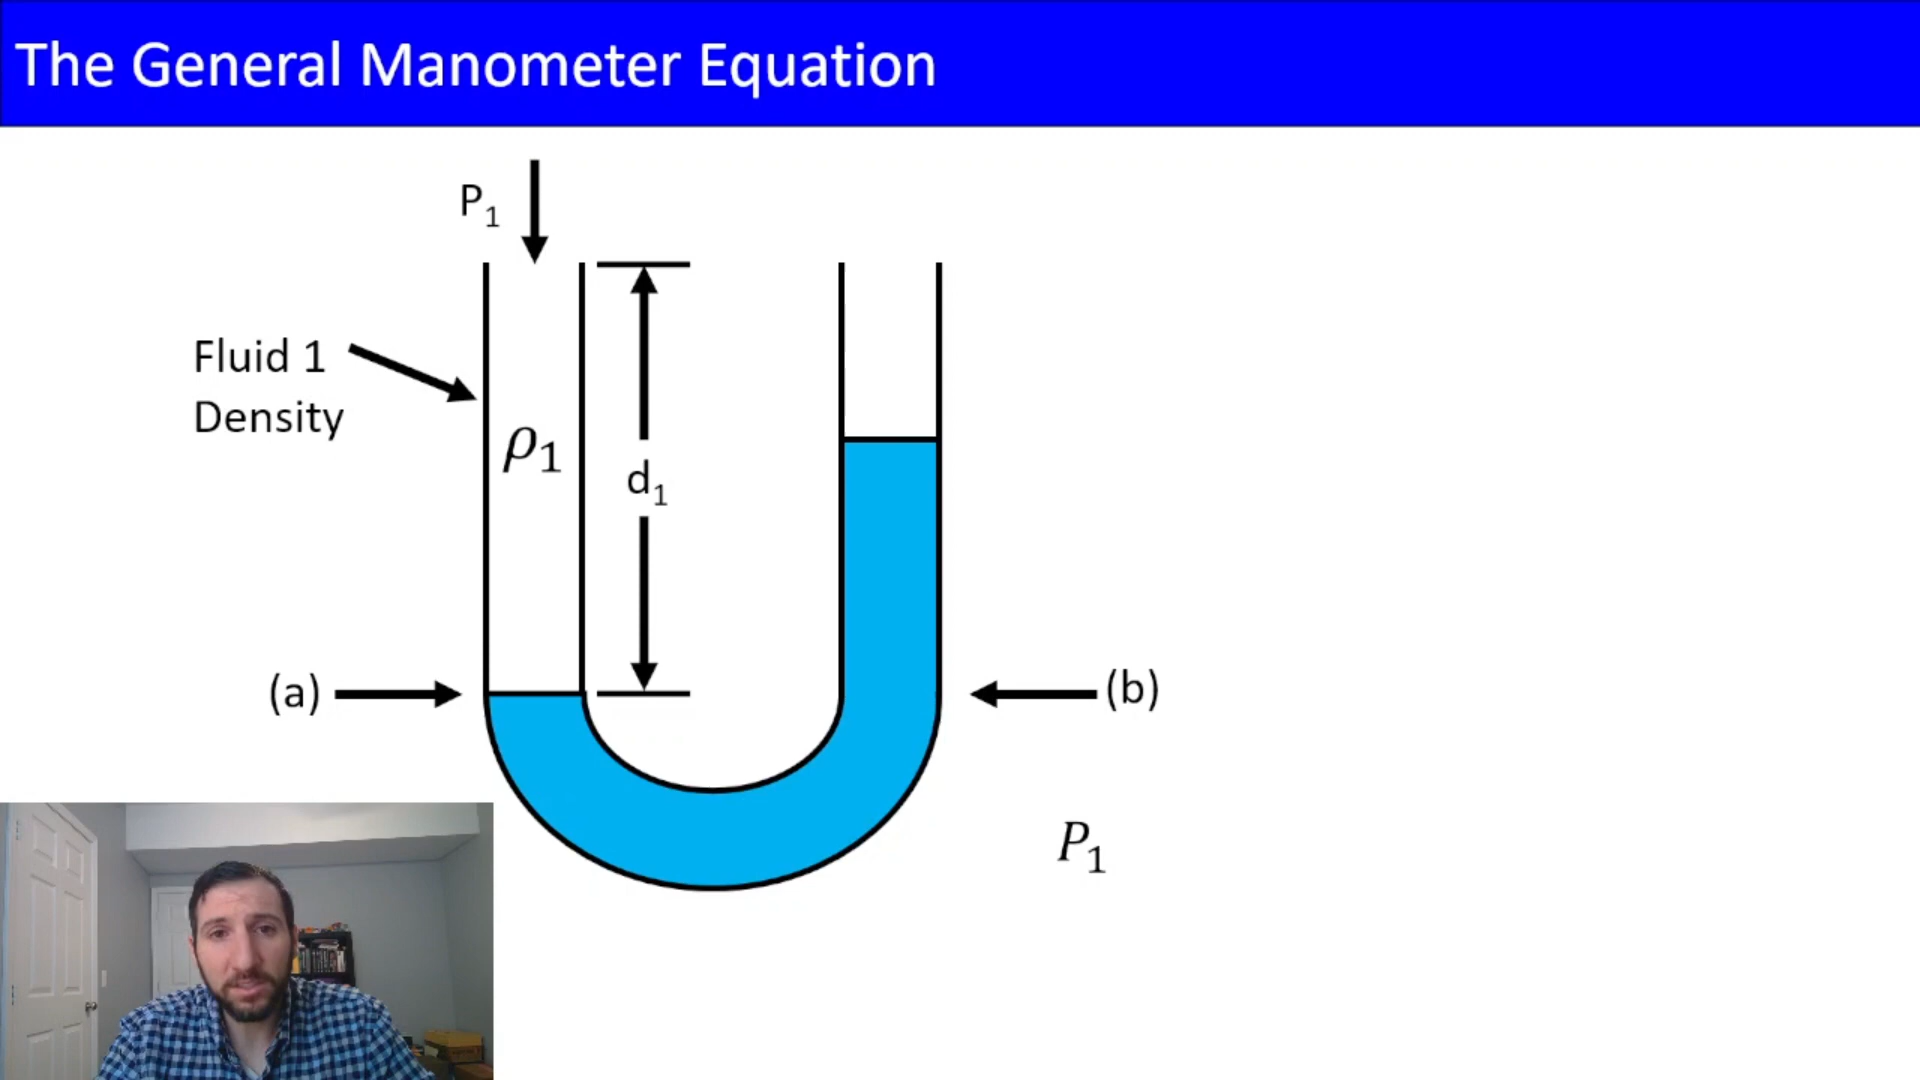 The General Manometer Equation
P₁
Fluid 1
Density
ρ₁
d₁
(a)
(b)
P₁